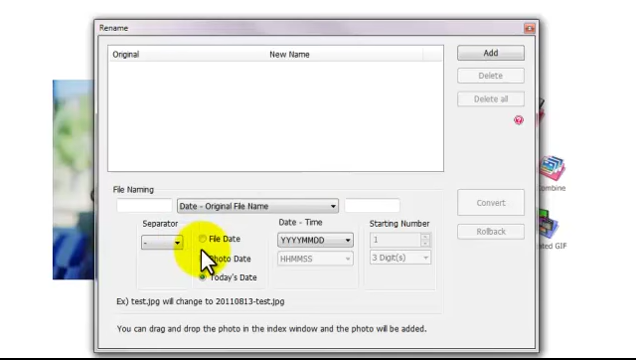 Rename
Original New Name
Add
Delete
Delete all
File Naming
Date - Original File Name
Separator
-
File Date
Photo Date
Today's Date
Date - Time
YYYYMMDD
HHMMSS
Starting Number
1
3 Digit(s)
Convert
Rollback
Ex) test.jpg will change to 20110813-test.jpg
You can drag and drop the photo in the index window and the photo will be added.
ombine
ted GIF